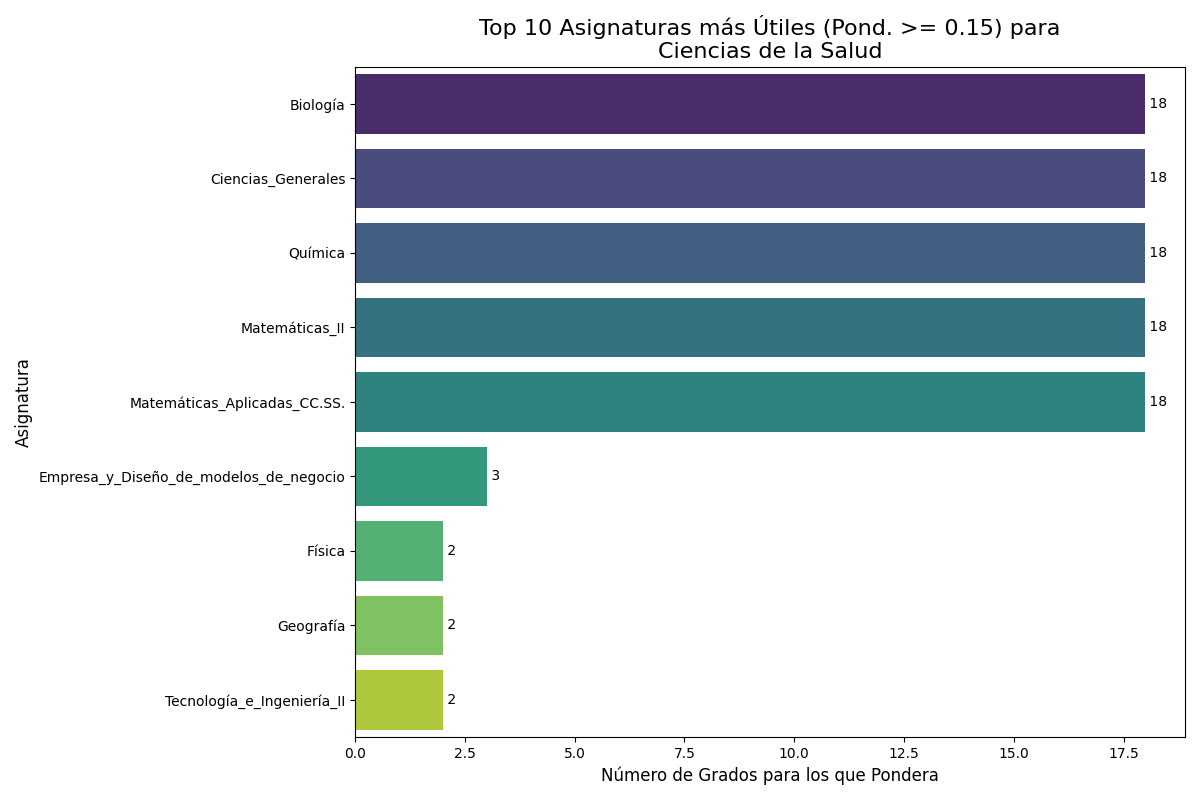 Top 10 Asignaturas más Útiles (Pond. >= 0.15) para
Ciencias de la Salud
Asignatura
Biología
18
Ciencias_Generales
18
Química
18
Matemáticas_II
18
Matemáticas_Aplicadas_CC.SS.
18
Empresa_y_Diseño_de_modelos_de_negocio
3
Física
2
Geografía
2
Tecnología_e_Ingeniería_II
2
0.0
2.5
5.0
7.5
10.0
12.5
15.0
17.5
Número de Grados para los que Pondera